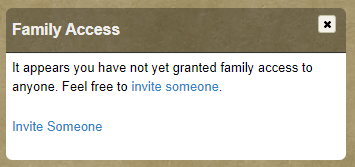 Family Access
It appears you have not yet granted family access to
anyone. Feel free to invite someone.
Invite Someone